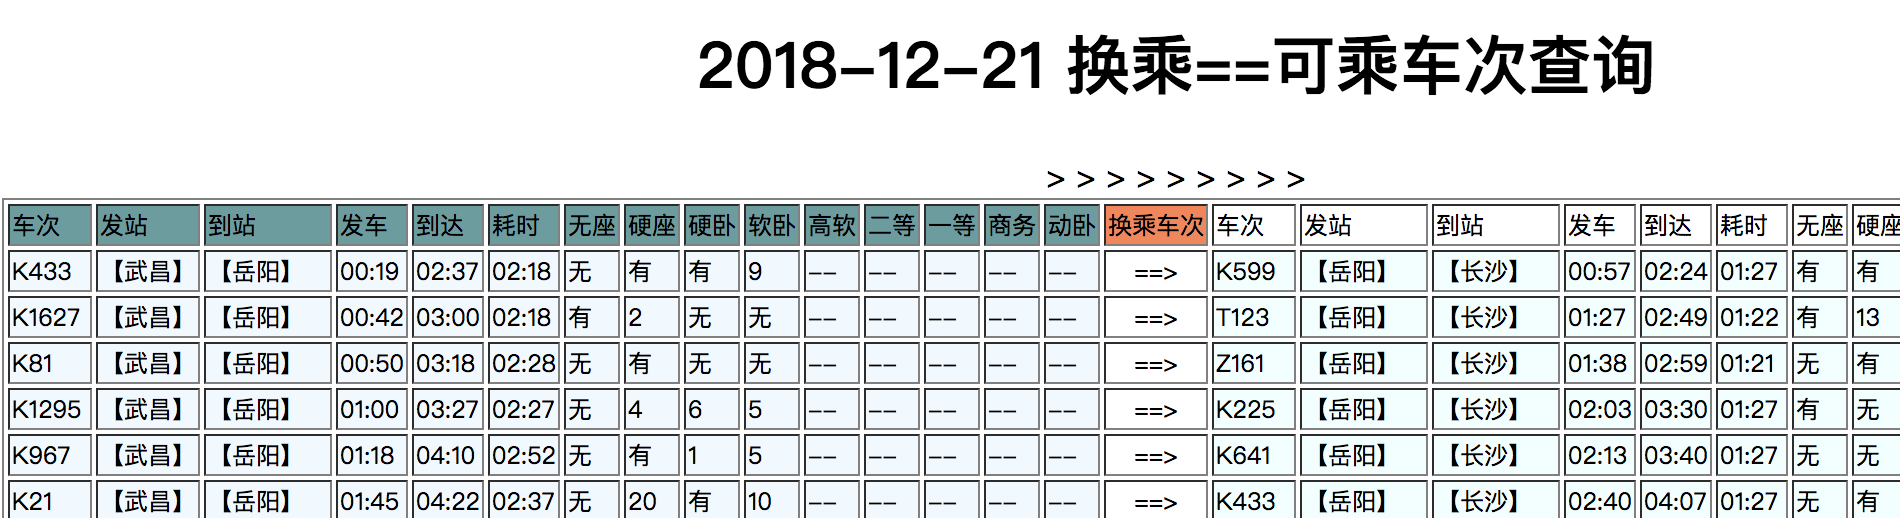 2018-12-21 换乘==可乘车次查询
> > > > > > > > >
车次 发站 到站 发车 到达 耗时 无座 硬座 硬卧 软卧 高软 二等 一等 商务 动卧 换乘车次 车次 发站 到站 发车 到达 耗时 无座 硬座
K433 【武昌】 【岳阳】 00:19 02:37 02:18 无 有 有 9 -- -- -- -- -- ==> K599 【岳阳】 【长沙】 00:57 02:24 01:27 有 有
K1627 【武昌】 【岳阳】 00:42 03:00 02:18 有 2 无 无 -- -- -- -- -- ==> T123 【岳阳】 【长沙】 01:27 02:49 01:22 有 13
K81 【武昌】 【岳阳】 00:50 03:18 02:28 无 有 无 无 -- -- -- -- -- ==> Z161 【岳阳】 【长沙】 01:38 02:59 01:21 无 有
K1295 【武昌】 【岳阳】 01:00 03:27 02:27 无 4 6 5 -- -- -- -- -- ==> K225 【岳阳】 【长沙】 02:03 03:30 01:27 有 无
K967 【武昌】 【岳阳】 01:18 04:10 02:52 无 有 1 5 -- -- -- -- -- ==> K641 【岳阳】 【长沙】 02:13 03:40 01:27 无 无
K21 【武昌】 【岳阳】 01:45 04:22 02:37 无 20 有 10 -- -- -- -- -- ==> K433 【岳阳】 【长沙】 02:40 04:07 01:27 无 有